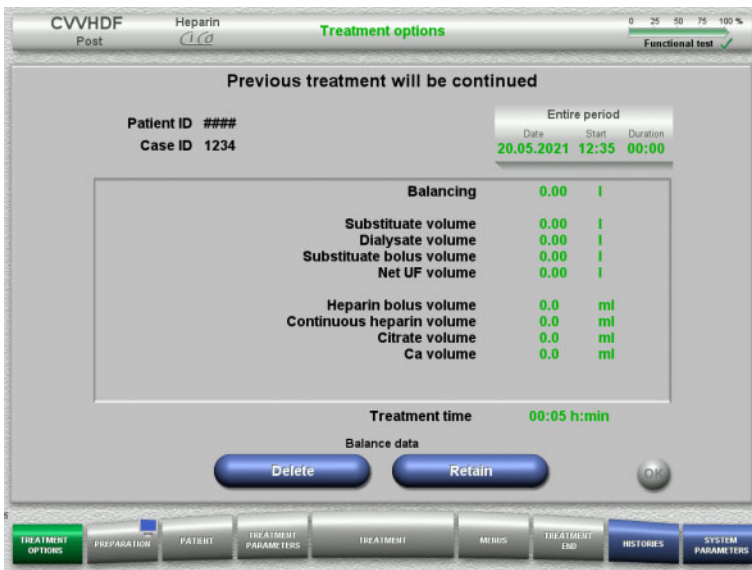 CVVHDF Heparin Treatment options 0 25 50 75 100 %
Post CiCa Functional test
Previous treatment will be continued
Entire period
Patient ID ####
Date Start Duration
Case ID 1234
20.05.2021 12:35 00:00
Balancing 0.00 l
Substituate volume 0.00 l
Dialysate volume 0.00 l
Substituate bolus volume 0.00 l
Net UF volume 0.00 l
Heparin bolus volume 0.0 ml
Continuous heparin volume 0.0 ml
Citrate volume 0.0 ml
Ca volume 0.0 ml
Treatment time 00:05 h:min
Balance data
Delete Retain OK
TREATMENT OPTIONS PREPARATION PATIENT TREATMENT PARAMETERS TREATMENT MENUS TREATMENT END HISTORIES SYSTEM PARAMETERS